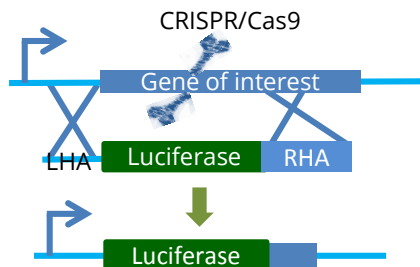 CRISPR/Cas9
Gene of interest
LHA Luciferase RHA
Luciferase